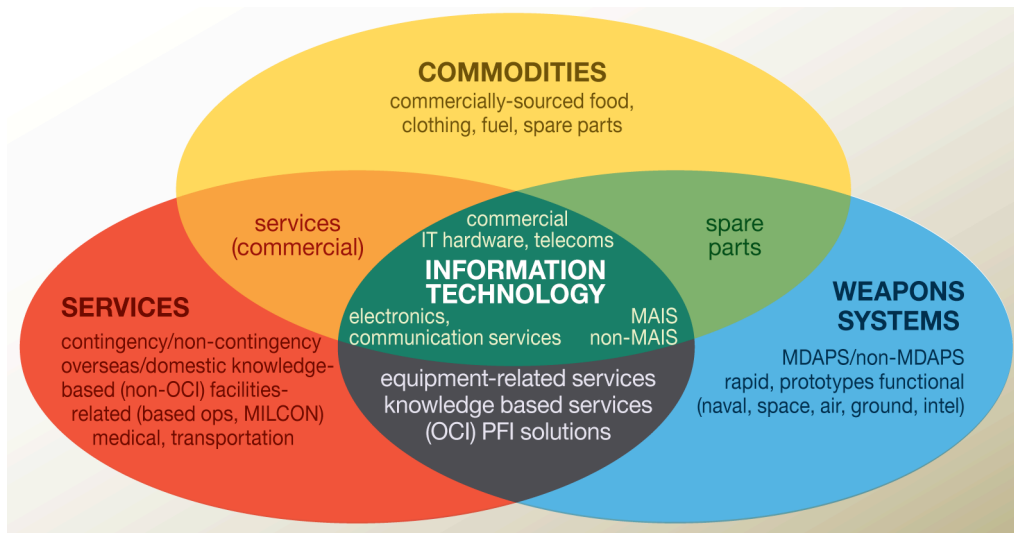 COMMODITIES
commercially-sourced food,
clothing, fuel, spare parts
services
(commercial)
commercial
IT hardware, telecoms
spare
parts
INFORMATION
TECHNOLOGY
electronics,
communication services
MAIS
non-MAIS
SERVICES
contingency/non-contingency
overseas/domestic knowledge-
based (non-OCI) facilities-
related (based ops, MILCON)
medical, transportation
WEAPONS
SYSTEMS
MDAPS/non-MDAPS
rapid, prototypes functional
(naval, space, air, ground, intel)
equipment-related services
knowledge based services
(OCI) PFI solutions